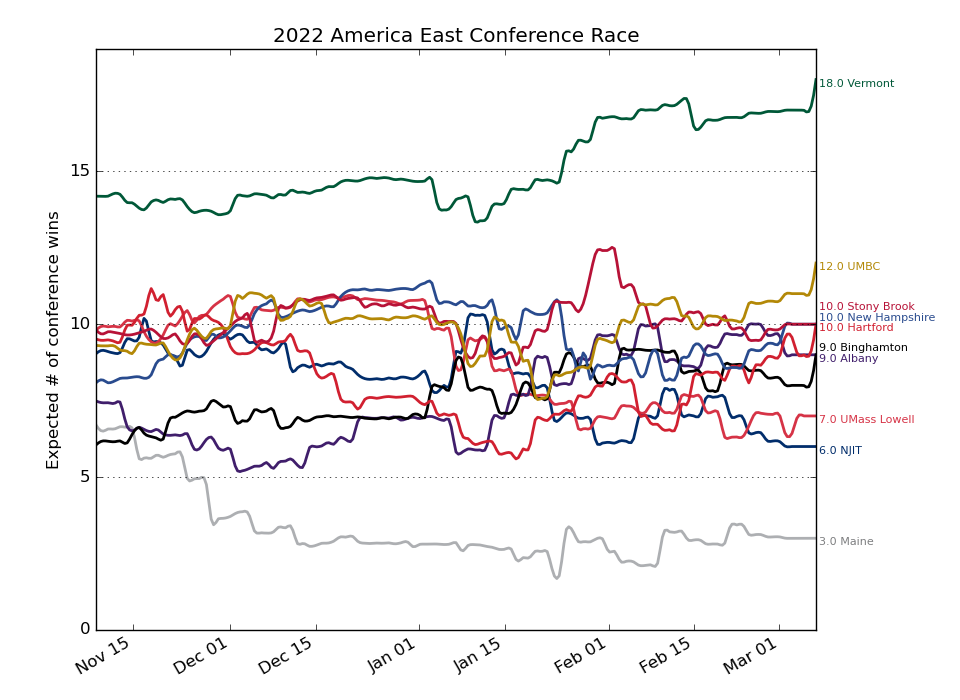 2022 America East Conference Race
Expected # of conference wins
15
10
5
0
Nov 15
Dec 01
Dec 15
Jan 01
Jan 15
Feb 01
Feb 15
Mar 01
18.0 Vermont
12.0 UMBC
10.0 Stony Brook
10.0 New Hampshire
10.0 Hartford
9.0 Binghamton
9.0 Albany
7.0 UMass Lowell
6.0 NJIT
3.0 Maine